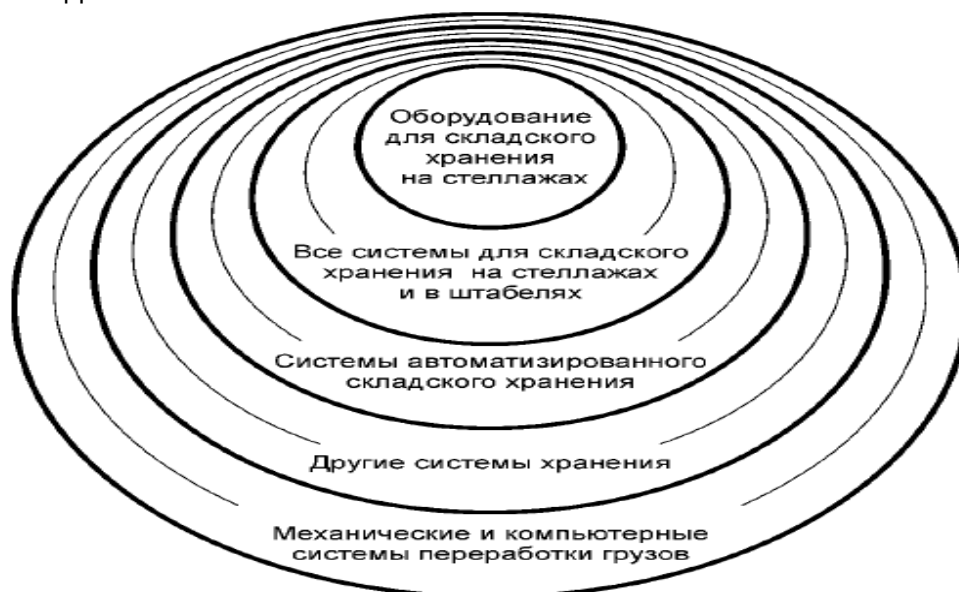 Оборудование
для складского
хранения
на стеллажах
Все системы для складского
хранения на стеллажах
и в штабелях
Системы автоматизированного
складского хранения
Другие системы хранения
Механические и компьютерные
системы переработки грузов